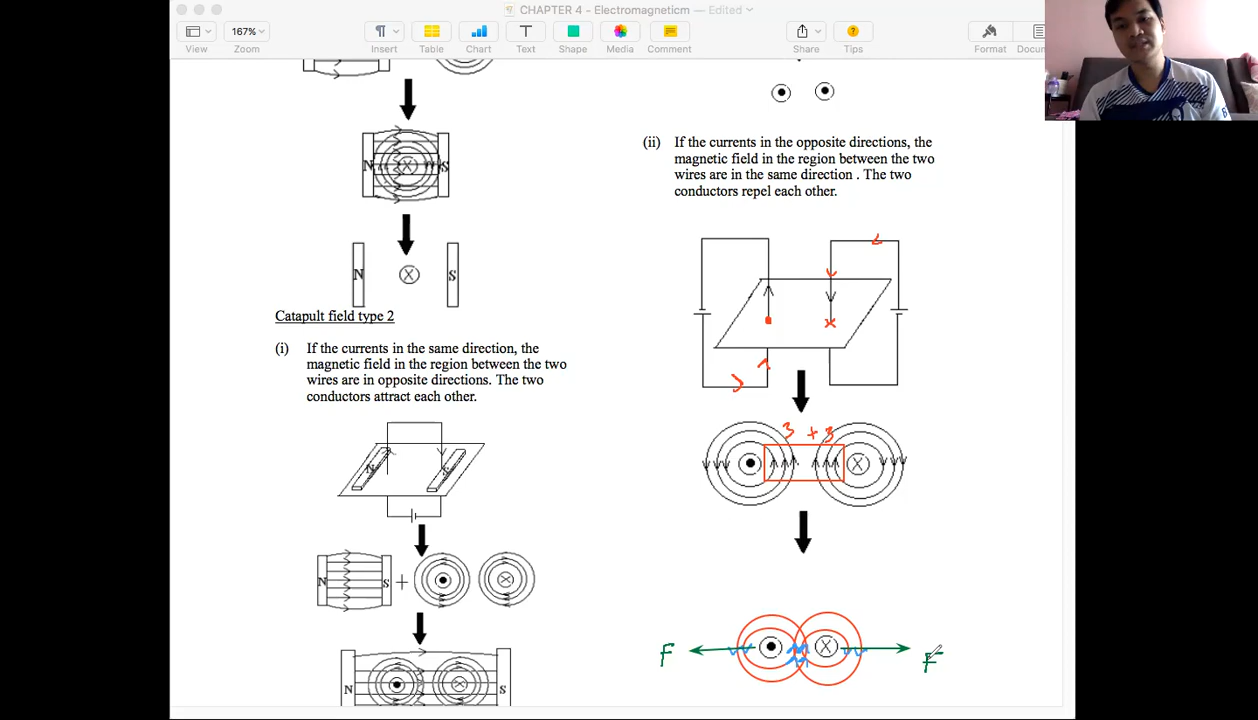 CHAPTER 4 - Electromagneticm — Edited
167%
View
Zoom
Insert
Table
Chart
Text
Shape
Media
Comment
Share
Tips
Format
Docum
N
X
S
N
X
S
Catapult field type 2
(i) If the currents in the same direction, the
magnetic field in the region between the two
wires are in opposite directions. The two
conductors attract each other.
N
S
N
S
+
X
N
X
S
(ii) If the currents in the opposite directions, the
magnetic field in the region between the two
wires are in the same direction . The two
conductors repel each other.
x
3 + 3
X
F
X
F